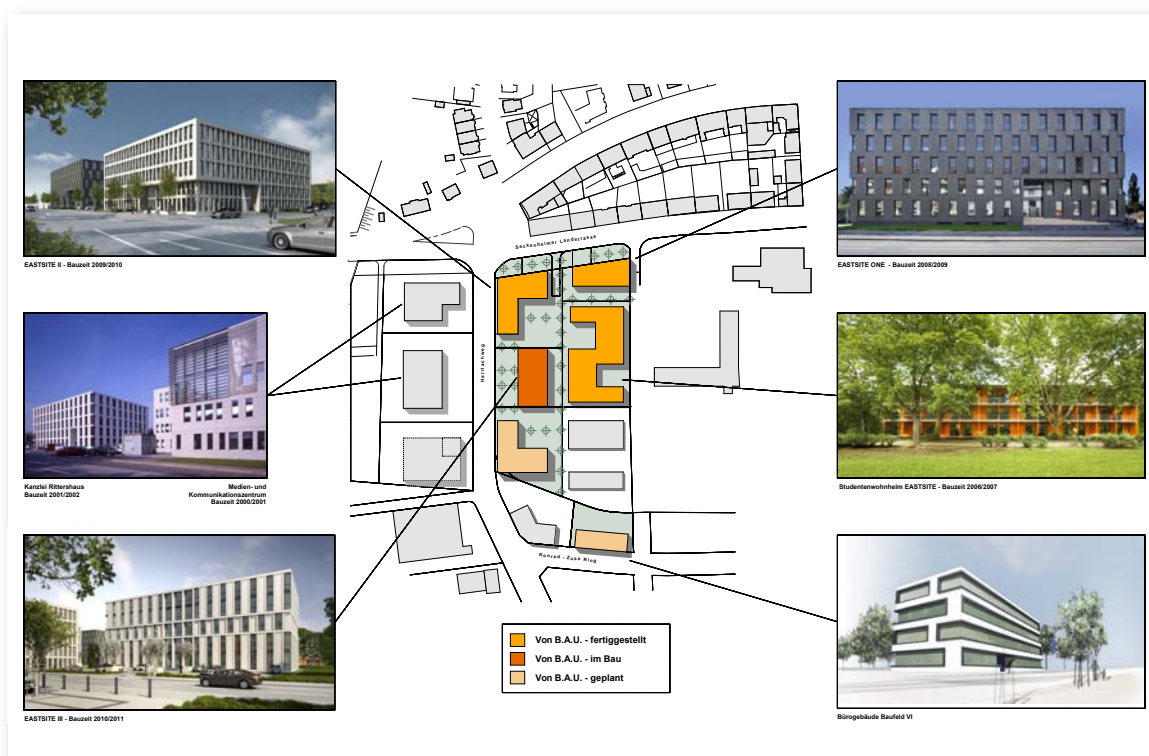 Seckenheimer Landstrasse
EASTSITE II - Bauzeit 2009/2010
EASTSITE ONE - Bauzeit 2008/2009
Harrlachweg
Kanzlei Rittershaus
Bauzeit 2001/2002
Medien- und
Kommunikationszentrum
Bauzeit 2000/2001
Studentenwohnheim EASTSITE - Bauzeit 2006/2007
Konrad - Zuse Ring
Von B.A.U. - fertiggestellt
Von B.A.U. - im Bau
Von B.A.U. - geplant
EASTSITE III - Bauzeit 2010/2011
Bürogebäude Baufeld VI